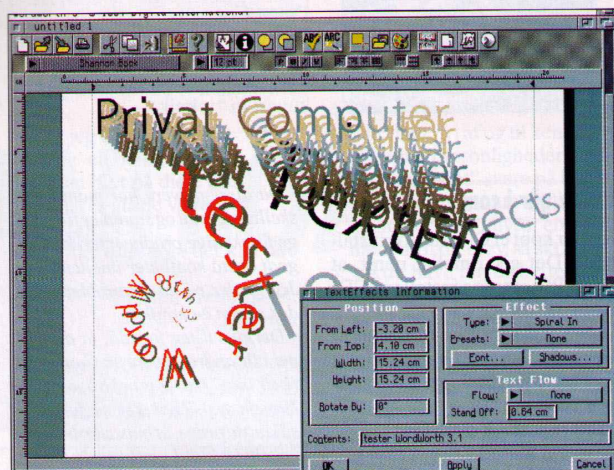 untitled 1
ABC
ABC
Shannon Book
12 pt
Privat Computer
tester
TextEffects
TextEffects
WordWorth
TextEffects Information
Position
From Left: -3.20 cm
From Top: 4.10 cm
Width: 15.24 cm
Height: 15.24 cm
Rotate By: 0°
Effect
Type: Spiral In
Presets: None
Font... Shadows...
Text Flow
Flow: None
Stand Off: 0.64 cm
Contents: tester WordWorth 3.1
OK Apply Cancel